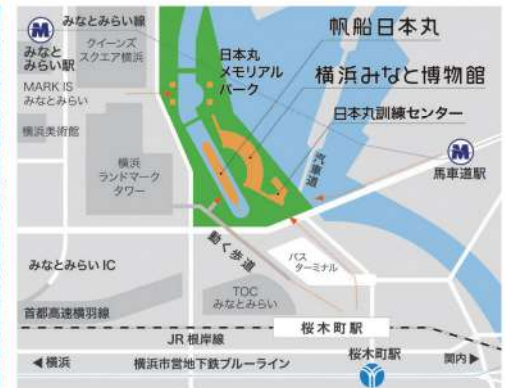 みなとみらい線
みなと
みらい駅
クイーンズ
スクエア横浜
MARK IS
みなとみらい
横浜美術館
日本丸
メモリアル
パーク
帆船日本丸
横浜みなと博物館
日本丸訓練センター
汽車道
馬車道駅
横浜
ランドマーク
タワー
動く歩道
バス
ターミナル
みなとみらい IC
TOC
みなとみらい
首都高速横羽線
桜木町駅
JR 根岸線
◀横浜
横浜市営地下鉄ブルーライン
桜木町駅
関内▶